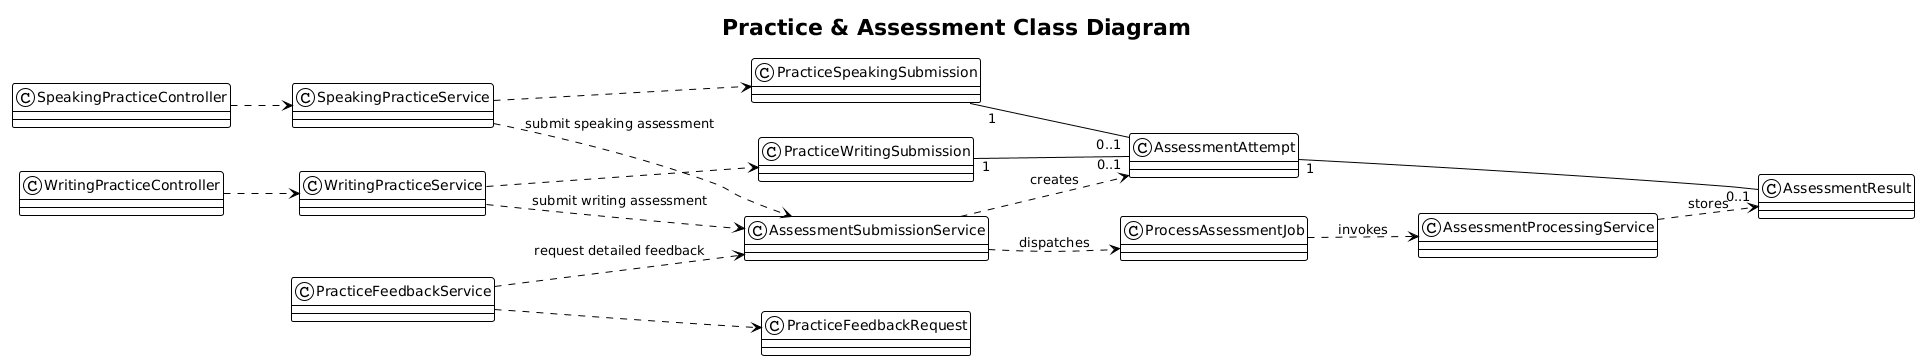 Practice & Assessment Class Diagram
C PracticeSpeakingSubmission
C SpeakingPracticeController
C SpeakingPracticeService
submit speaking assessment
1
0..1
C PracticeWritingSubmission
C AssessmentAttempt
1
0..1
1
C WritingPracticeController
C WritingPracticeService
creates
submit writing assessment
C AssessmentResult
0..1
stores
C AssessmentSubmissionService
C ProcessAssessmentJob
C AssessmentProcessingService
dispatches
invokes
request detailed feedback
C PracticeFeedbackService
C PracticeFeedbackRequest